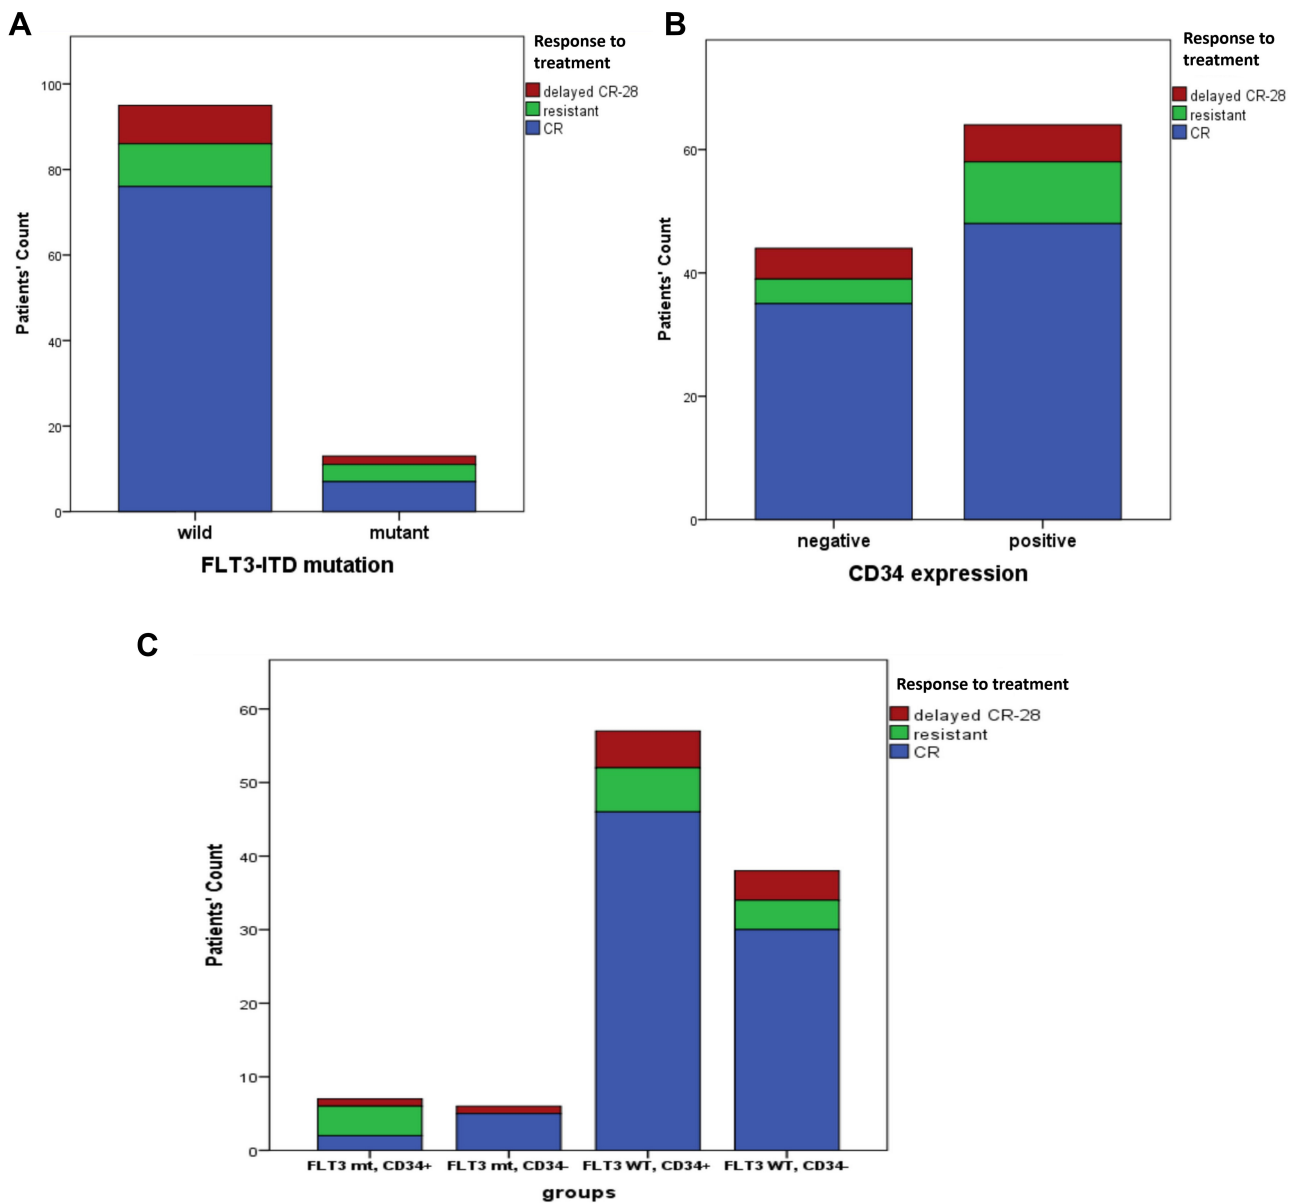 A
Response to
treatment
delayed CR-28
resistant
CR
100
80
60
40
20
0
Patients' Count
wild
mutant
FLT3-ITD mutation
B
Response to
treatment
delayed CR-28
resistant
CR
60
40
20
0
Patients' Count
negative
positive
CD34 expression
C
Response to treatment
delayed CR-28
resistant
CR
60
50
40
30
20
10
0
Patients' Count
FLT3 mt, CD34+
FLT3 mt, CD34-
FLT3 WT, CD34+
FLT3 WT, CD34-
groups